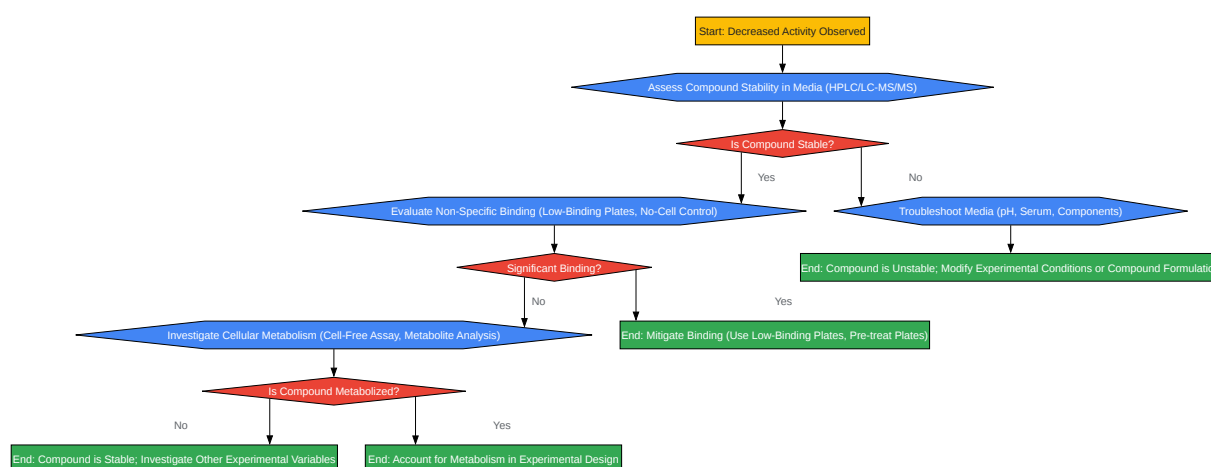 Start: Decreased Activity Observed
Assess Compound Stability in Media (HPLC/LC-MS/MS)
Is Compound Stable?
Yes
No
Evaluate Non-Specific Binding (Low-Binding Plates, No-Cell Control)
Troubleshoot Media (pH, Serum, Components)
Significant Binding?
End: Compound is Unstable; Modify Experimental Conditions or Compound
No
Yes
Investigate Cellular Metabolism (Cell-Free Assay, Metabolite Analysis)
End: Mitigate Binding (Use Low-Binding Plates, Pre-treat Plates)
Is Compound Metabolized?
No
Yes
End: Compound is Stable; Investigate Other Experimental Variables
End: Account for Metabolism in Experimental Design